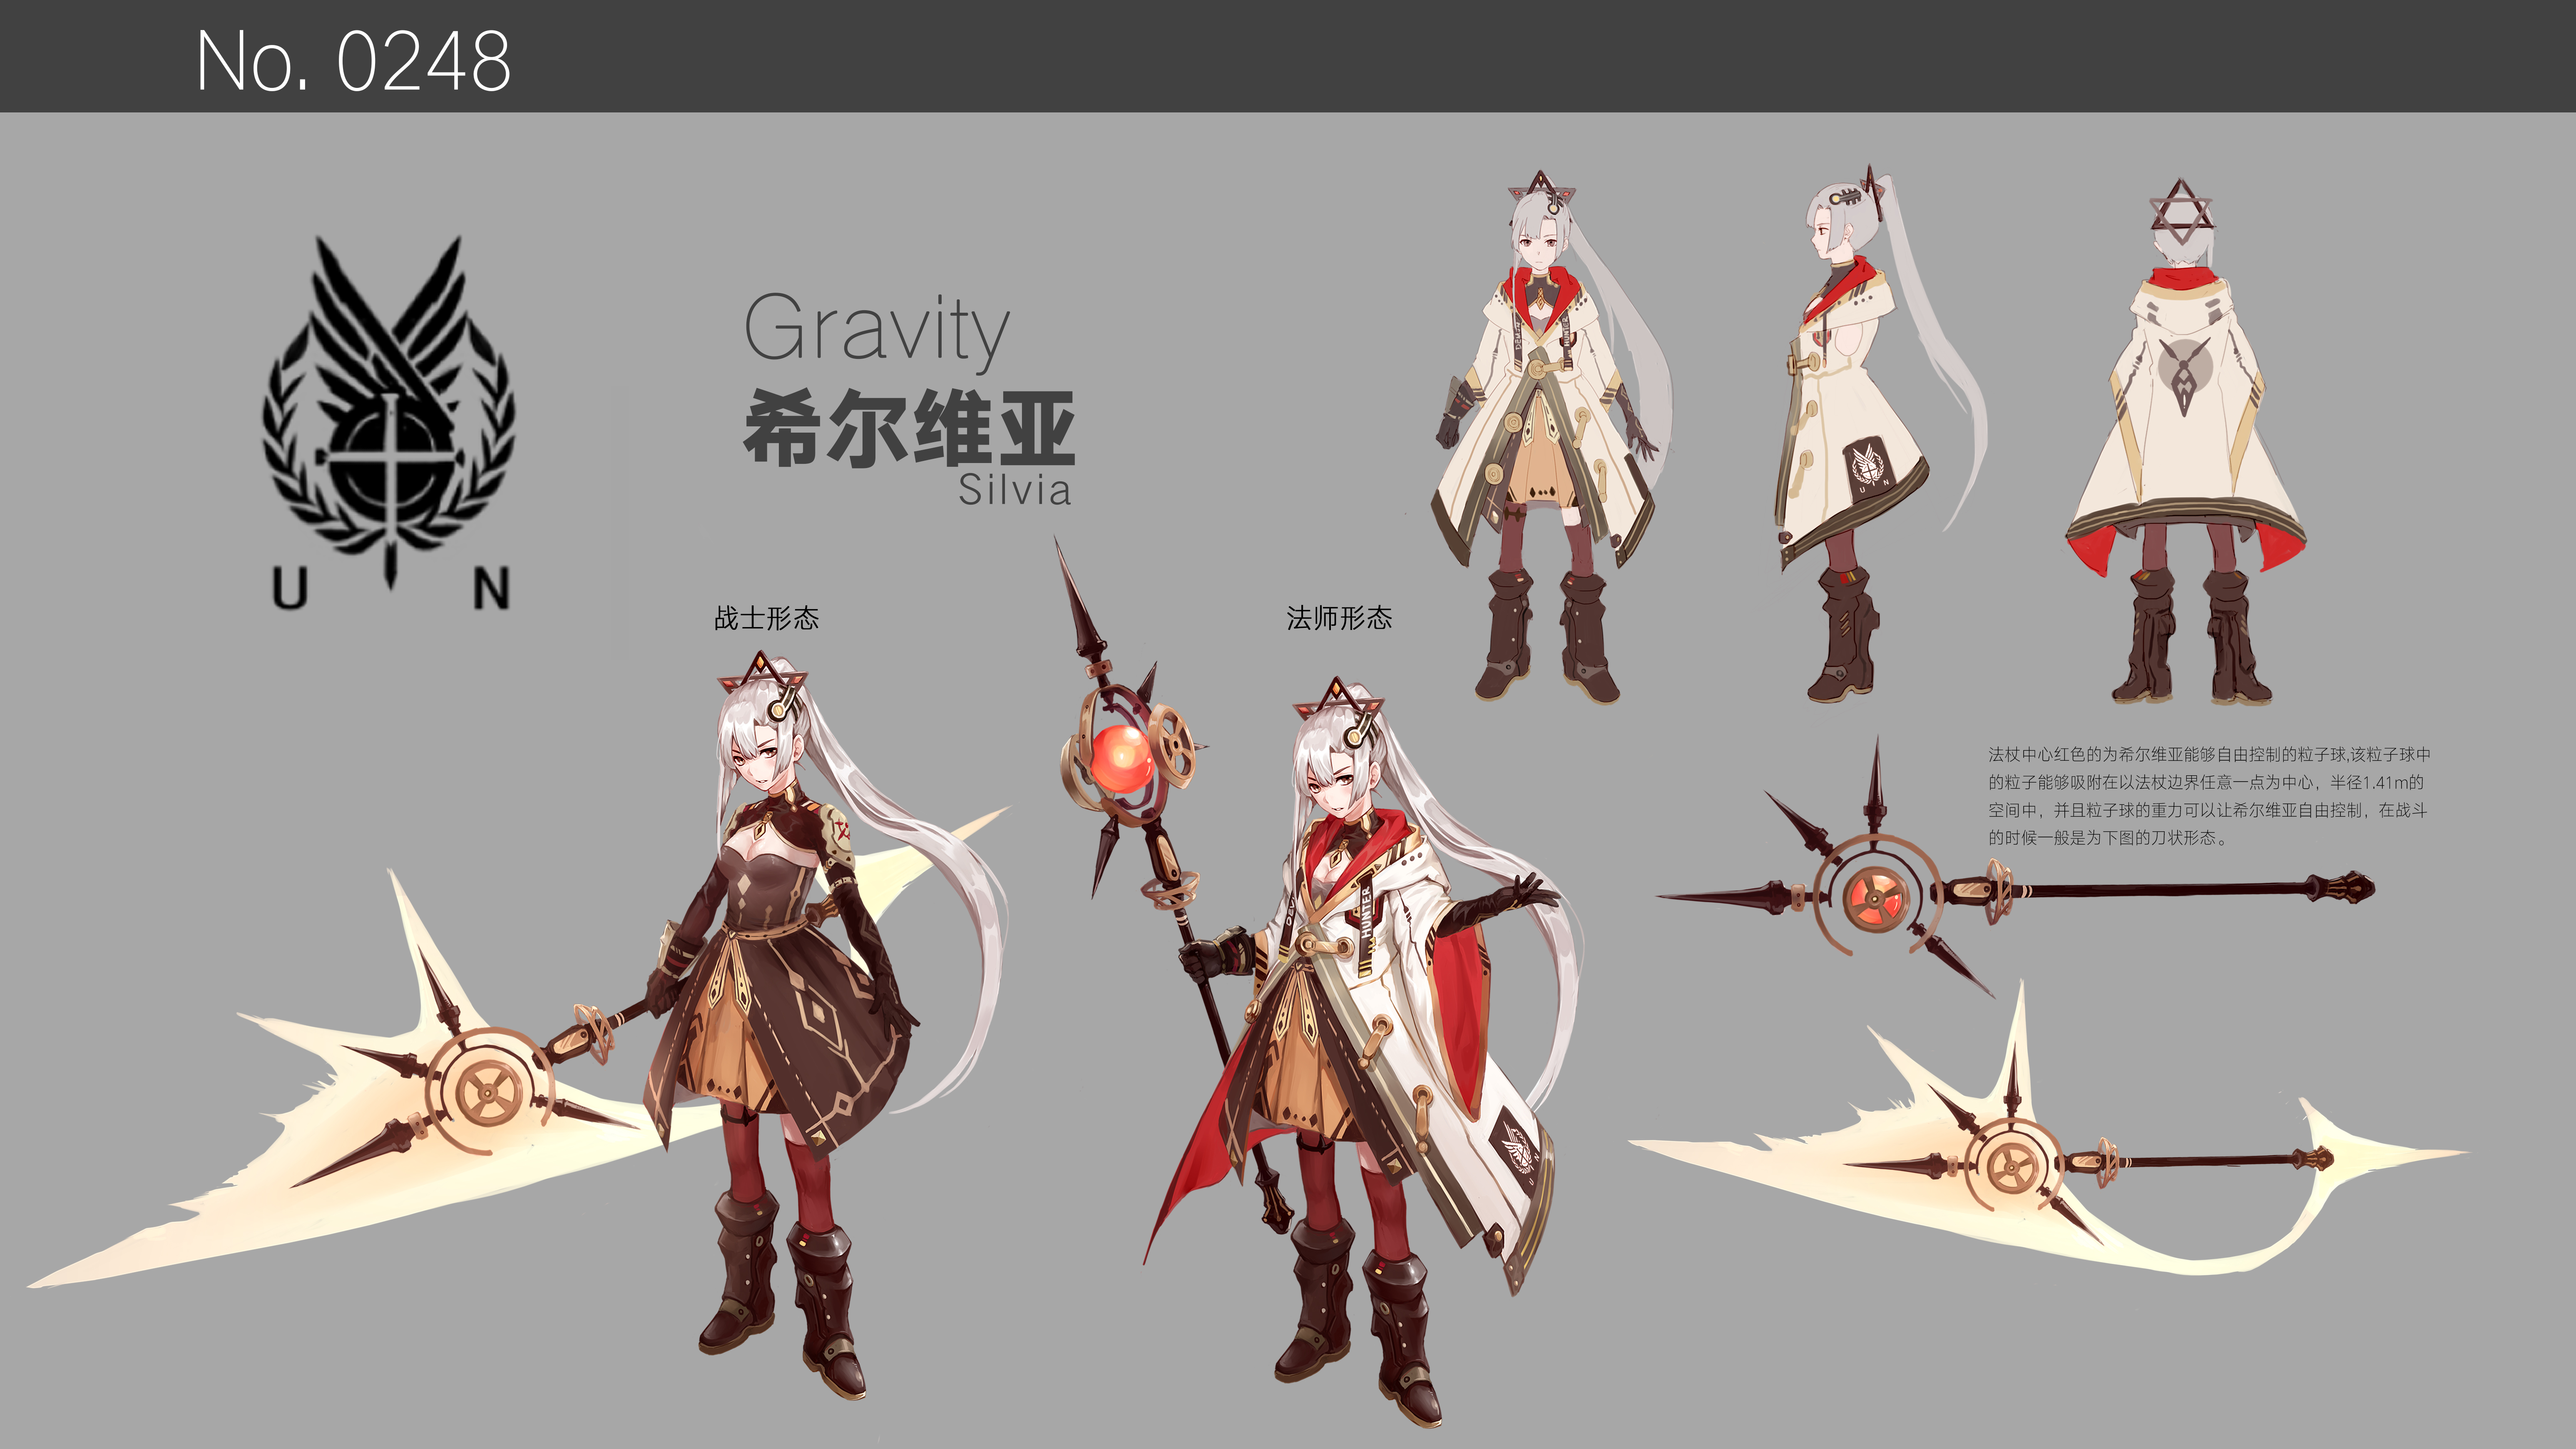 No. 0248
U N
Gravity
希尔维亚
Silvia
战士形态
法师形态
HUNTER
HUNTER
U N
U N
法杖中心红色的为希尔维亚能够自由控制的粒子球,该粒子球中
的粒子能够吸附在以法杖边界任意一点为中心，半径1.41m的
空间中，并且粒子球的重力可以让希尔维亚自由控制，在战斗
的时候一般是为下图的刀状形态。